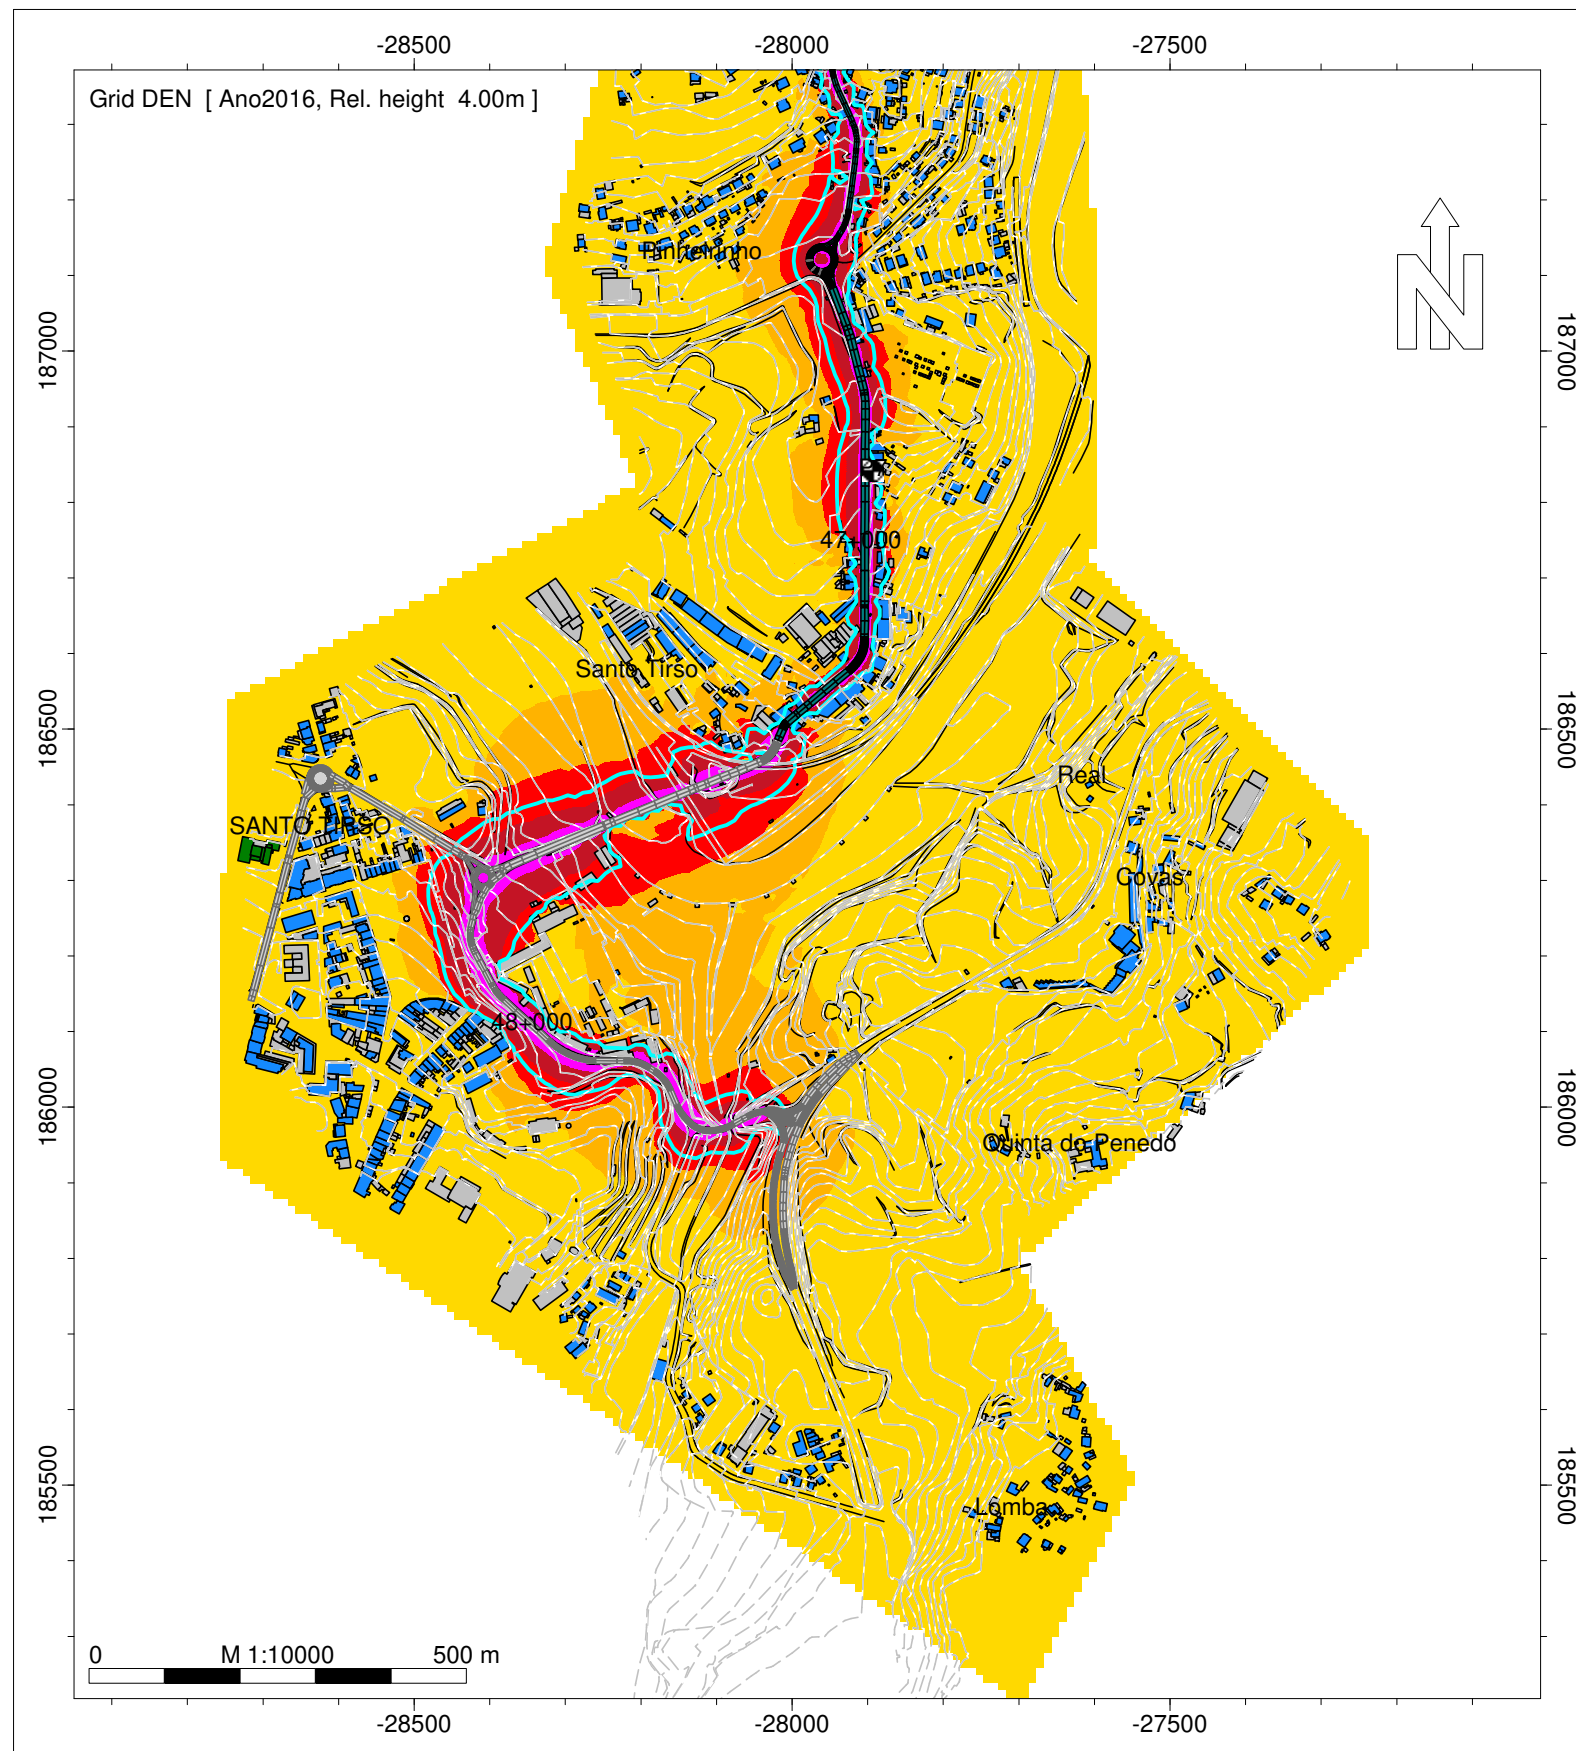 -28500 -28000 -27500
Grid DEN [ Ano2016, Rel. height 4.00m ]
Pinheirinho
187000 187000
N
47+000
Santo Tirso
186500 186500
Real
SANTO TIRSO
Covas
48+000
186000 186000
Quinta do Penedo
185500 185500
Lomba
0 M 1:10000 500 m
-28500 -28000 -27500